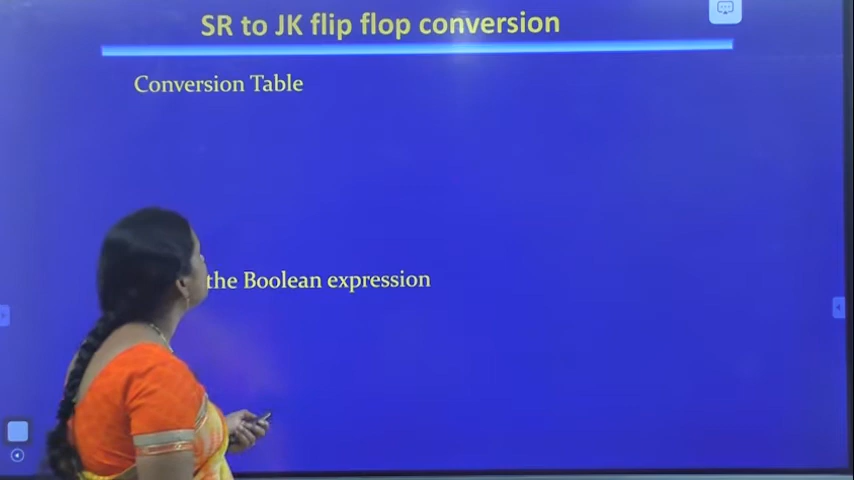 SR to JK flip flop conversion
Conversion Table
the Boolean expression